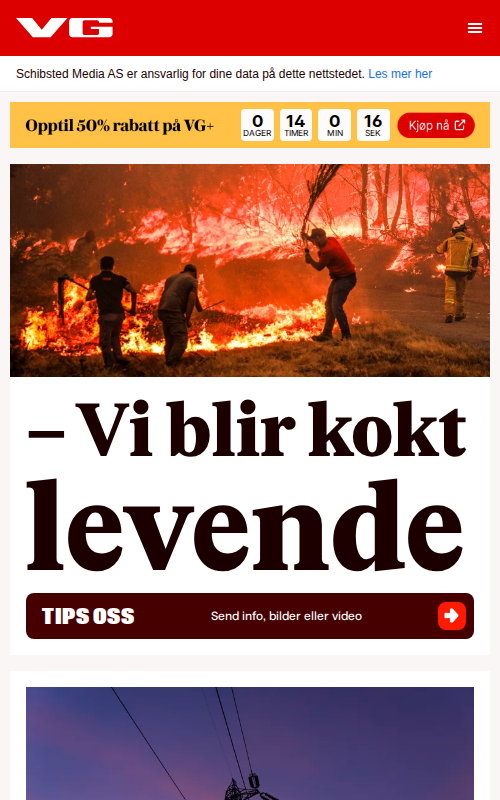 VG
Schibsted Media AS er ansvarlig for dine data på dette nettstedet. Les mer her
Opptil 50% rabatt på VG+
0 14 0 16
DAGER TIMER MIN SEK
Kjøp nå
– Vi blir kokt
levende
TIPS OSS Send info, bilder eller video